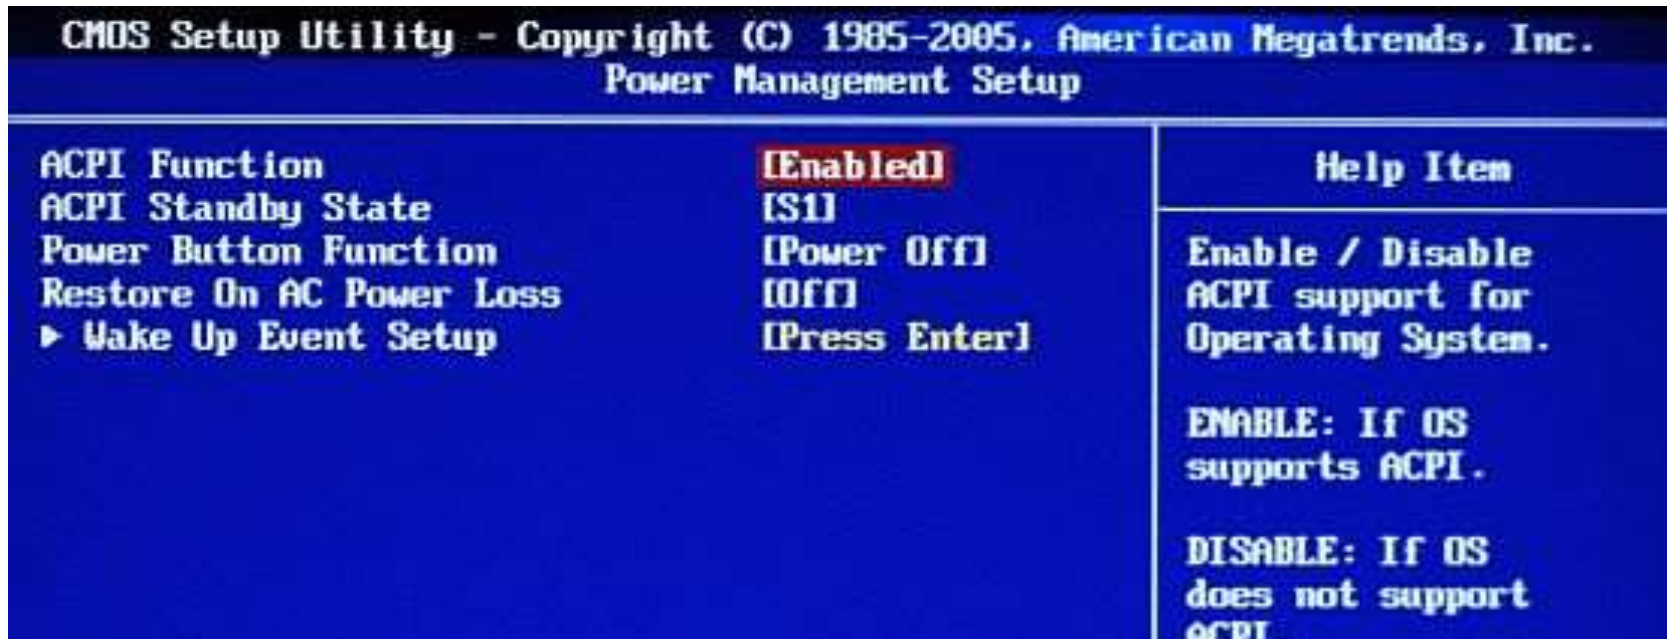 CMOS Setup Utility - Copyright (C) 1985-2005, American Megatrends, Inc.
Power Management Setup
ACPI Function [Enabled]
ACPI Standby State [S1]
Power Button Function [Power Off]
Restore On AC Power Loss [Off]
► Wake Up Event Setup [Press Enter]
Help Item
Enable / Disable
ACPI support for
Operating System.
ENABLE: If OS
supports ACPI.
DISABLE: If OS
does not support
ACPI